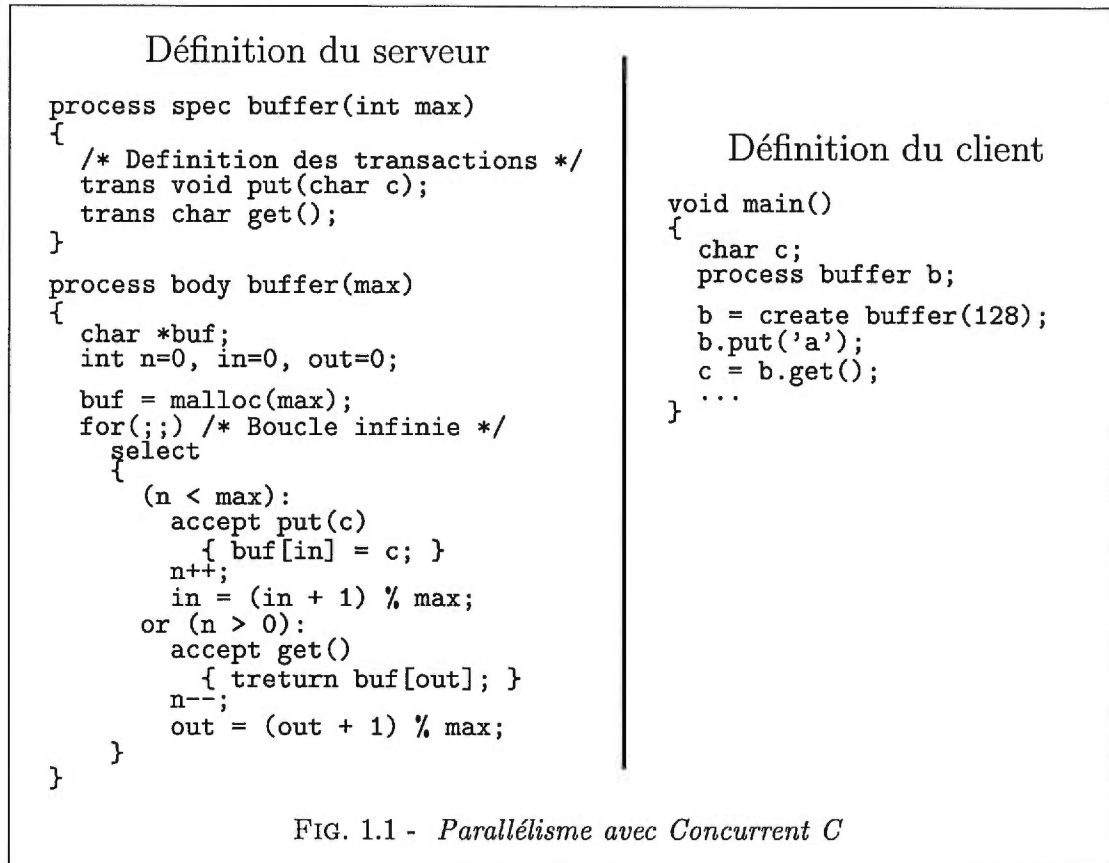 Définition du serveur
process spec buffer(int max)
{
/* Definition des transactions */
trans void put(char c);
trans char get();
}
process body buffer(max)
{
char *buf;
int n=0, in=0, out=0;
buf = malloc(max);
for(;;) /* Boucle infinie */
select
{
(n < max):
accept put(c)
{ buf[in] = c; }
n++;
in = (in + 1) % max;
or (n > 0):
accept get()
{ treturn buf[out]; }
n--;
out = (out + 1) % max;
}
}
Définition du client
void main()
{
char c;
process buffer b;
b = create buffer(128);
b.put('a');
c = b.get();
...
}
FIG. 1.1 - Parallélisme avec Concurrent C